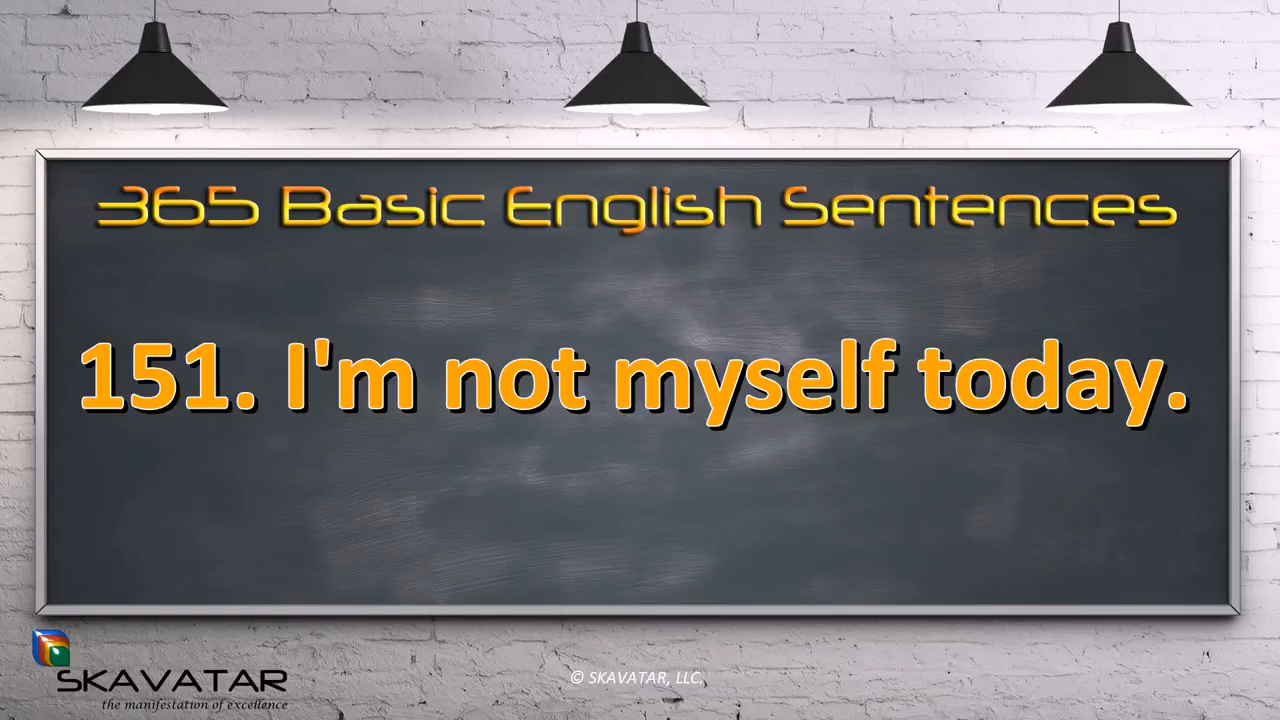 365 Basic English Sentences
151. I'm not myself today.
SKAVATAR
the manifestation of excellence
© SKAVATAR, LLC.